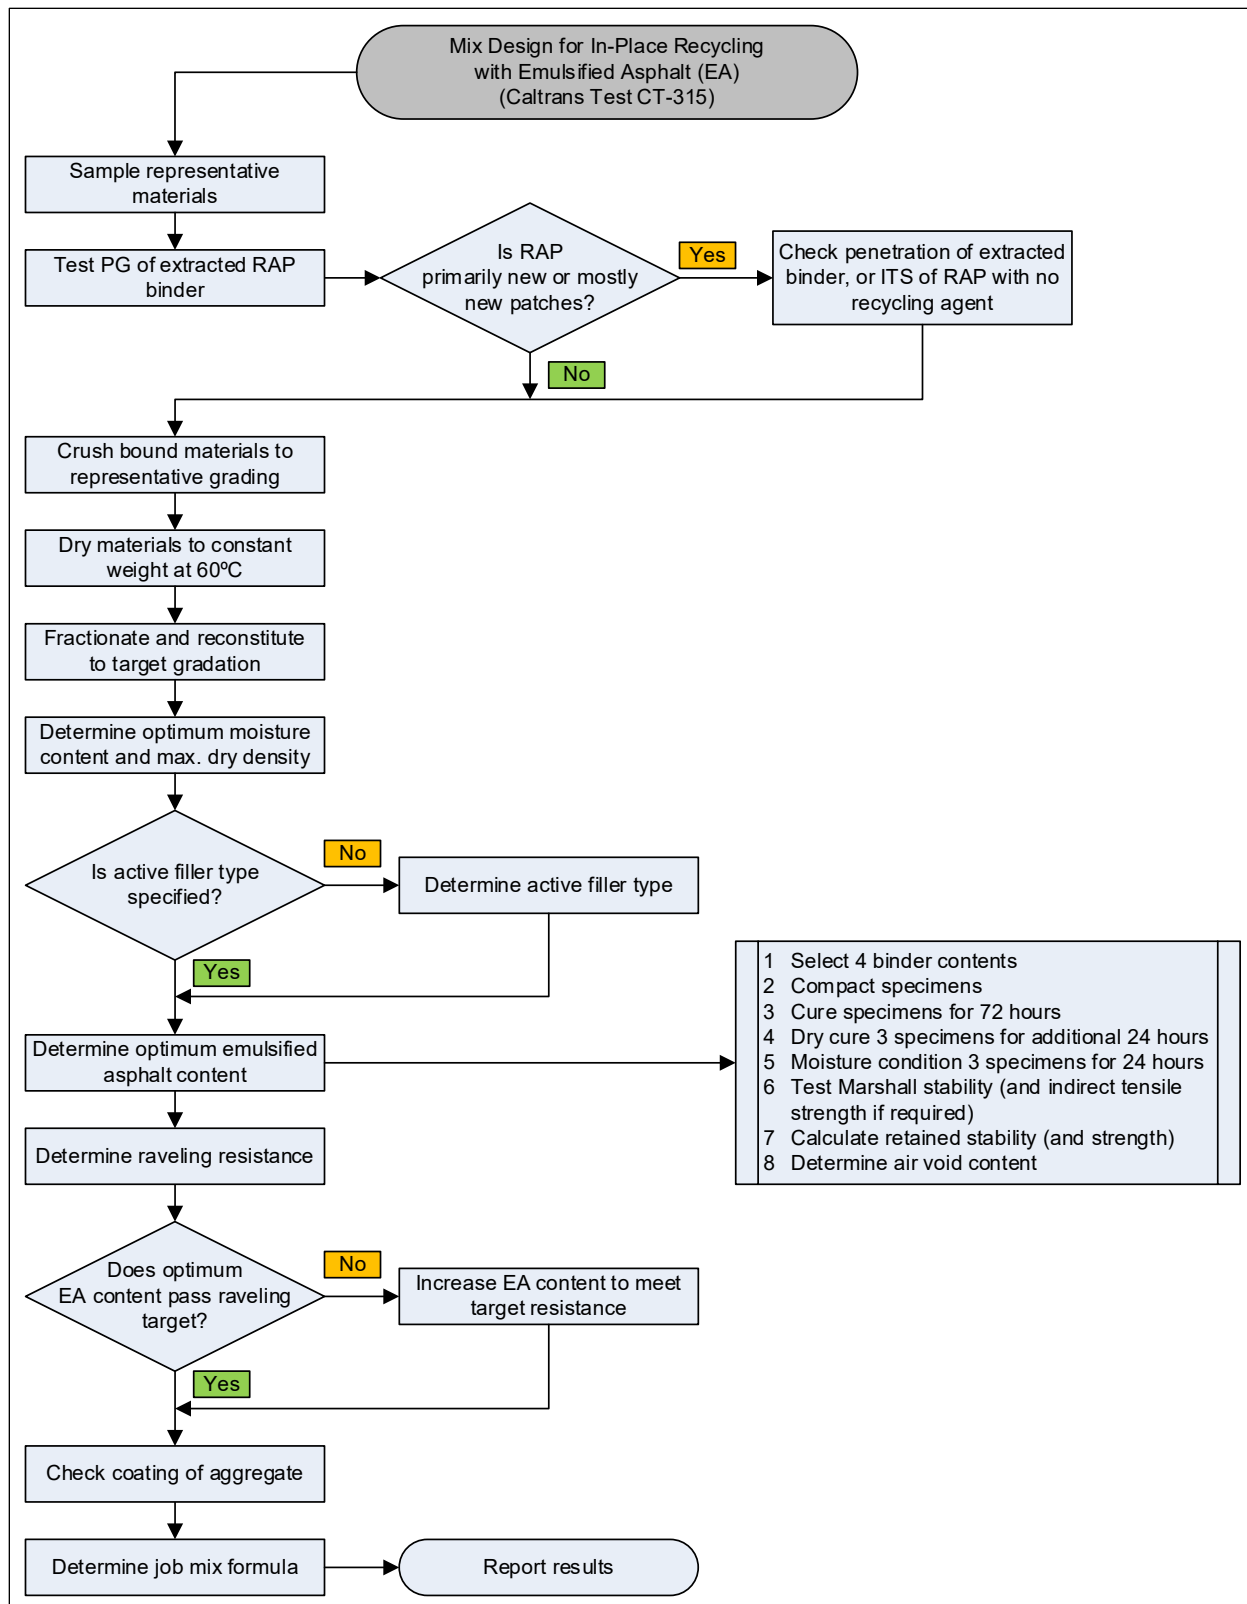 Mix Design for In-Place Recycling
with Emulsified Asphalt (EA)
(Caltrans Test CT-315)
Sample representative
materials
Test PG of extracted RAP
binder
Is RAP
primarily new or mostly
new patches?
Yes
Check penetration of extracted
binder, or ITS of RAP with no
recycling agent
No
Crush bound materials to
representative grading
Dry materials to constant
weight at 60ºC
Fractionate and reconstitute
to target gradation
Determine optimum moisture
content and max. dry density
Is active filler type
specified?
No
Determine active filler type
Yes
Determine optimum emulsified
asphalt content
1 Select 4 binder contents
2 Compact specimens
3 Cure specimens for 72 hours
4 Dry cure 3 specimens for additional 24 hours
5 Moisture condition 3 specimens for 24 hours
6 Test Marshall stability (and indirect tensile
strength if required)
7 Calculate retained stability (and strength)
8 Determine air void content
Determine raveling resistance
Does optimum
EA content pass raveling
target?
No
Increase EA content to meet
target resistance
Yes
Check coating of aggregate
Determine job mix formula
Report results